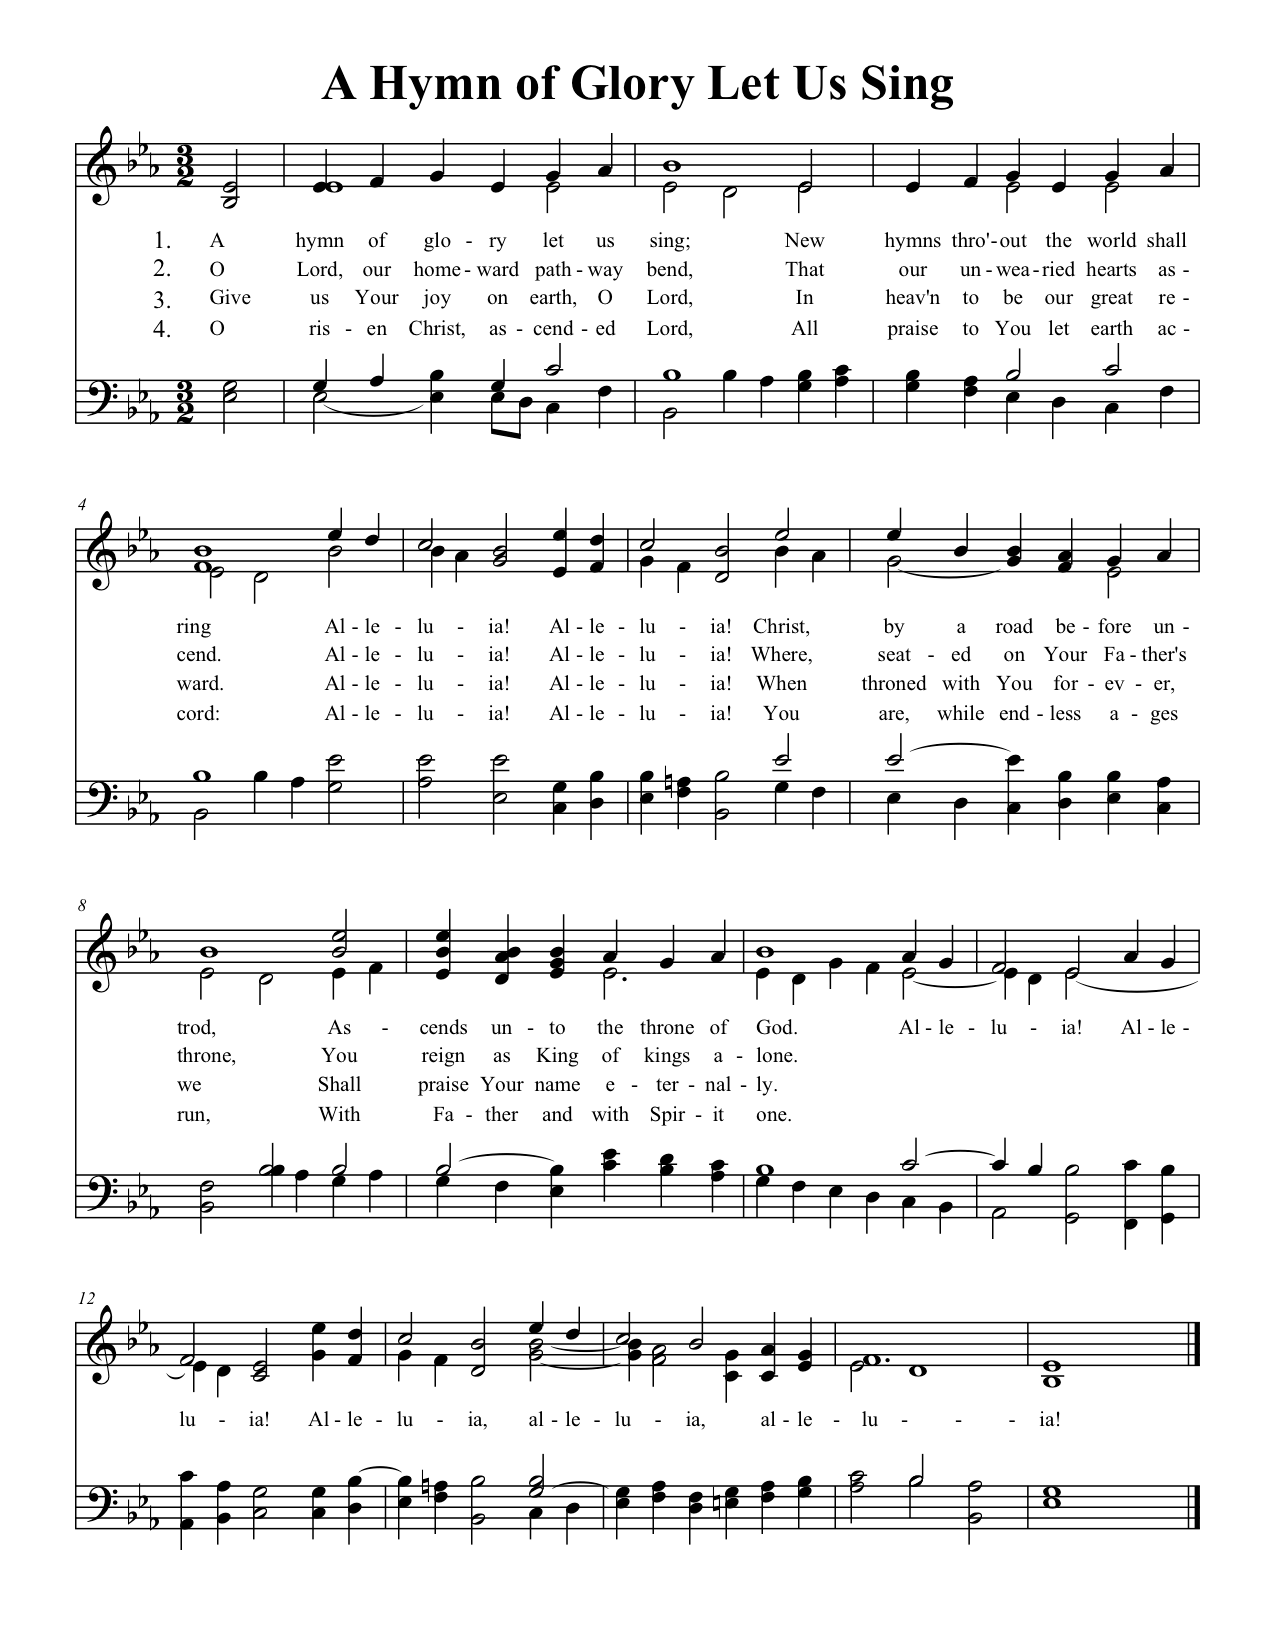 A Hymn of Glory Let Us Sing
3 2
1. A hymn of glo - ry let us sing; New hymns thro'- out the world shall
2. O Lord, our home - ward path - way bend, That our un - wea - ried hearts as -
3. Give us Your joy on earth, O Lord, In heav'n to be our great re -
4. O ris - en Christ, as - cend - ed Lord, All praise to You let earth ac -
3 2
4
ring Al - le - lu - ia! Al - le - lu - ia! Christ, by a road be - fore un -
cend. Al - le - lu - ia! Al - le - lu - ia! Where, seat - ed on Your Fa - ther's
ward. Al - le - lu - ia! Al - le - lu - ia! When throned with You for - ev - er,
cord: Al - le - lu - ia! Al - le - lu - ia! You are, while end - less a - ges
8
trod, As - cends un - to the throne of God. Al - le - lu - ia! Al - le -
throne, You reign as King of kings a - lone.
we Shall praise Your name e - ter - nal - ly.
run, With Fa - ther and with Spir - it one.
12
lu - ia! Al - le - lu - ia, al - le - lu - ia, al - le - lu - - - ia!